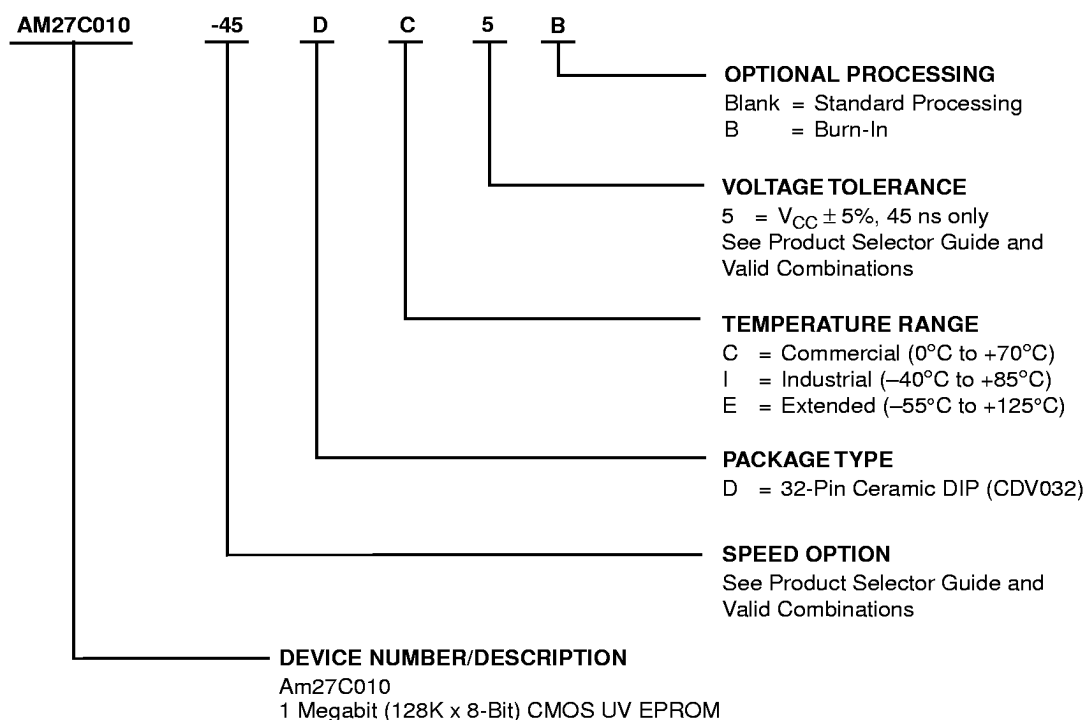 AM27C010 -45 D C 5 B
OPTIONAL PROCESSING
Blank = Standard Processing
B = Burn-In
VOLTAGE TOLERANCE
5 = VCC ± 5%, 45 ns only
See Product Selector Guide and
Valid Combinations
TEMPERATURE RANGE
C = Commercial (0°C to +70°C)
I = Industrial (–40°C to +85°C)
E = Extended (–55°C to +125°C)
PACKAGE TYPE
D = 32-Pin Ceramic DIP (CDV032)
SPEED OPTION
See Product Selector Guide and
Valid Combinations
DEVICE NUMBER/DESCRIPTION
Am27C010
1 Megabit (128K x 8-Bit) CMOS UV EPROM